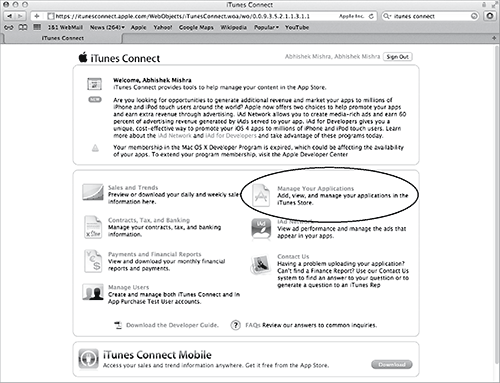 iTunes Connect
https://itunesconnect.apple.com/WebObjects/iTunesConnect.woa/wo/0.0.9.3.5.2.1.1.3.1.1
Apple Inc.
itunes connect
1&1 WebMail
News (264)
Apple
Yahoo!
Google Maps
Wikipedia
Popular
iTunes Connect
iTunes Connect
Abhishek Mishra, Abhishek Mishra
Sign Out
Welcome, Abhishek Mishra
iTunes Connect provides tools to help manage your content in the App Store.
NEW
Are you looking for opportunities to generate additional revenue and market your apps to millions of
iPhone and iPod touch users around the world? Apple now offers two choices to help promote your apps
and earn extra revenue through advertising. iAd Network allows you to create media-rich ads and earn 60
percent of advertising revenue generated by iAds served to your app. iAd for Developers gives you a
unique, cost-effective way to promote your iOS 4 apps to millions of iPhone and iPod touch users. Learn
more about the iAd Network and iAd for Developers and take advantage of these programs today.
Your membership in the Mac OS X Developer Program is expired, which could be affecting the availability
of your apps. To extend your program membership, visit the Apple Developer Center
Sales and Trends
Preview or download your daily and weekly sale
information here.
Contracts, Tax, and Banking
Manage your contracts, tax, and banking
information.
Payments and Financial Reports
View and download your monthly financial
reports and payments.
Manage Users
Create and manage both iTunes Connect and In
App Purchase Test User accounts.
Manage Your Applications
Add, view, and manage your applications in the
iTunes Store.
iAd
iAd Network
View ad performance and manage the ads that
appear in your apps.
Contact Us
Having a problem uploading your application?
Can't find a Finance Report? Use our Contact Us
system to find an answer to your question or to
generate a question to an iTunes Rep
Download the Developer Guide.
FAQs Review our answers to common inquiries.
iTunes Connect Mobile
Access your sales and trend information anywhere. Get it free from the App Store.
Download